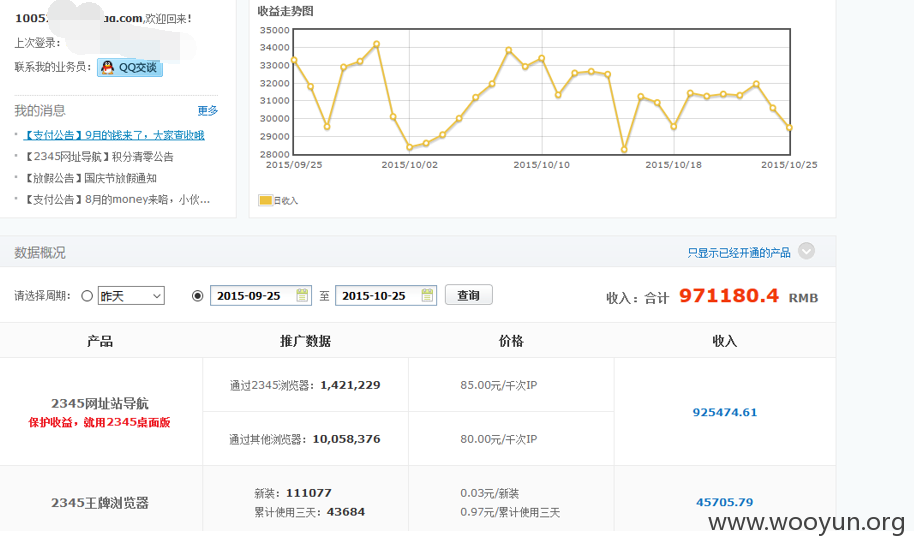 1005
uq.com,欢迎回来!
上次登录：
联系我的业务员： QQ交谈
我的消息 更多
【支付公告】9月的钱来了，大家查收哦
【2345网址导航】积分清零公告
【放假公告】国庆节放假通知
【支付公告】8月的money来咯，小伙...
收益走势图
35000
34000
33000
32000
31000
30000
29000
28000
2015/09/25 2015/10/02 2015/10/10 2015/10/18 2015/10/25
日收入
数据概况 只显示已经开通的产品
请选择周期： 昨天 2015-09-25 至 2015-10-25 查询 收入：合计 971180.4 RMB
产品 推广数据 价格 收入
2345网址站导航
保护收益，就用2345桌面版
通过2345浏览器：1,421,229 85.00元/千次IP
925474.61
通过其他浏览器：10,058,376 80.00元/千次IP
2345王牌浏览器
新装：111077 0.03元/新装
累计使用三天：43684 0.97元/累计使用三天
45705.79
www.wooyun.org